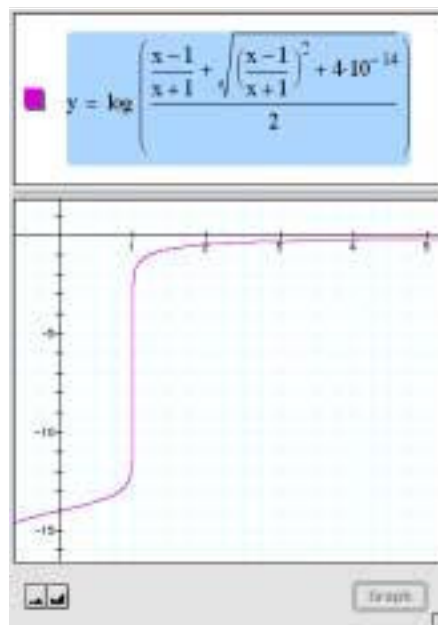 y = log( ( (x−1)/(x+1) + √( ((x−1)/(x+1))² + 4·10⁻¹⁴ ) ) / 2 )
1 2 3 4 5
-5
-10
-15
Graph